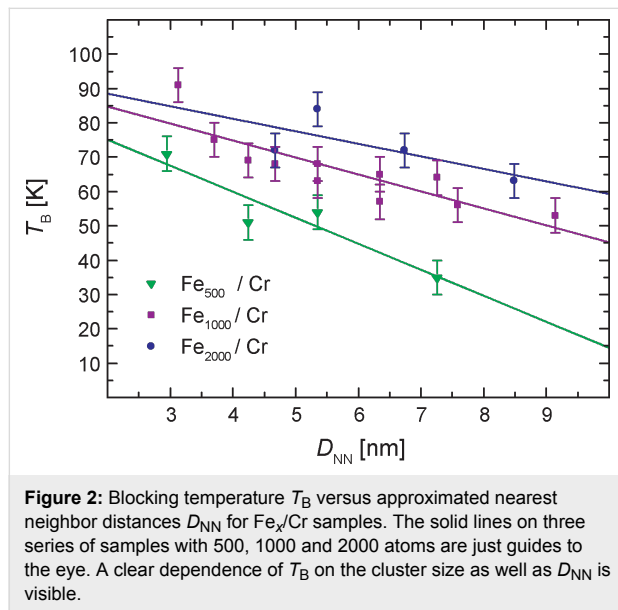 100
90
80
70
60
50
40
30
20
10
T_B [K]
Fe_500 / Cr
Fe_1000 / Cr
Fe_2000 / Cr
3 4 5 6 7 8 9
D_NN [nm]
Figure 2: Blocking temperature T_B versus approximated nearest
neighbor distances D_NN for Fe_x/Cr samples. The solid lines on three
series of samples with 500, 1000 and 2000 atoms are just guides to
the eye. A clear dependence of T_B on the cluster size as well as D_NN is
visible.